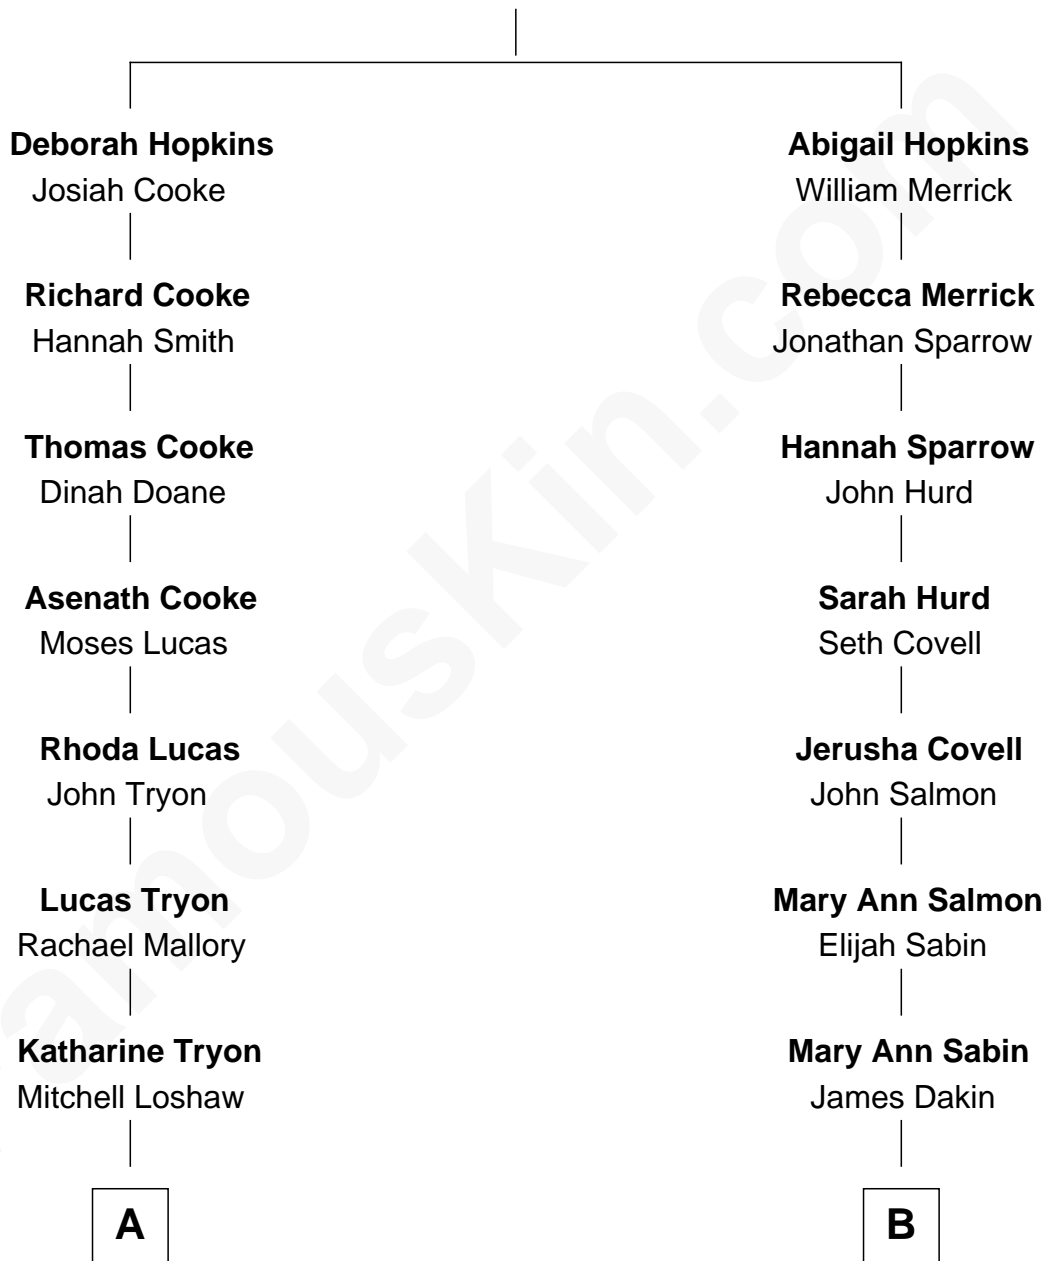 Deborah Hopkins
Josiah Cooke
Richard Cooke
Hannah Smith
Thomas Cooke
Dinah Doane
Asenath Cooke
Moses Lucas
Rhoda Lucas
John Tryon
Lucas Tryon
Rachael Mallory
Katharine Tryon
Mitchell Loshaw
A
Abigail Hopkins
William Merrick
Rebecca Merrick
Jonathan Sparrow
Hannah Sparrow
John Hurd
Sarah Hurd
Seth Covell
Jerusha Covell
John Salmon
Mary Ann Salmon
Elijah Sabin
Mary Ann Sabin
James Dakin
B
amouskin.com